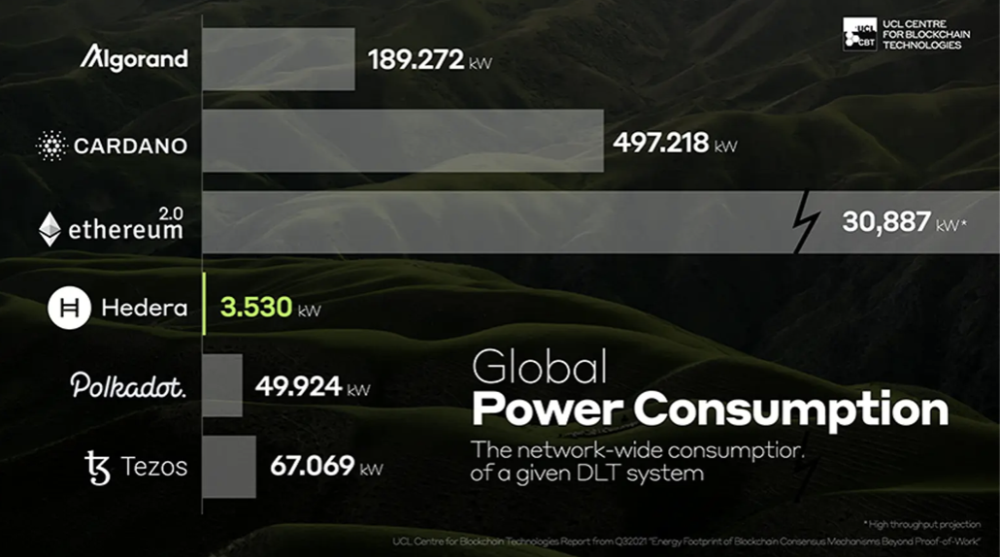 UCL CENTRE
FOR BLOCKCHAIN
TECHNOLOGIES
UCL
CBT
Algorand
189.272 kW
CARDANO
497.218 kW
ethereum 2.0
30,887 kW*
Hedera
3.530 kW
Polkadot.
49.924 kW
Tezos
67.069 kW
Global
Power Consumption
The network-wide consumption
of a given DLT system
* High throughput projection
UCL Centre for Blockchain Technologies Report from Q32021 "Energy Footprint of Blockchain Consensus Mechanisms Beyond Proof-of-Work"